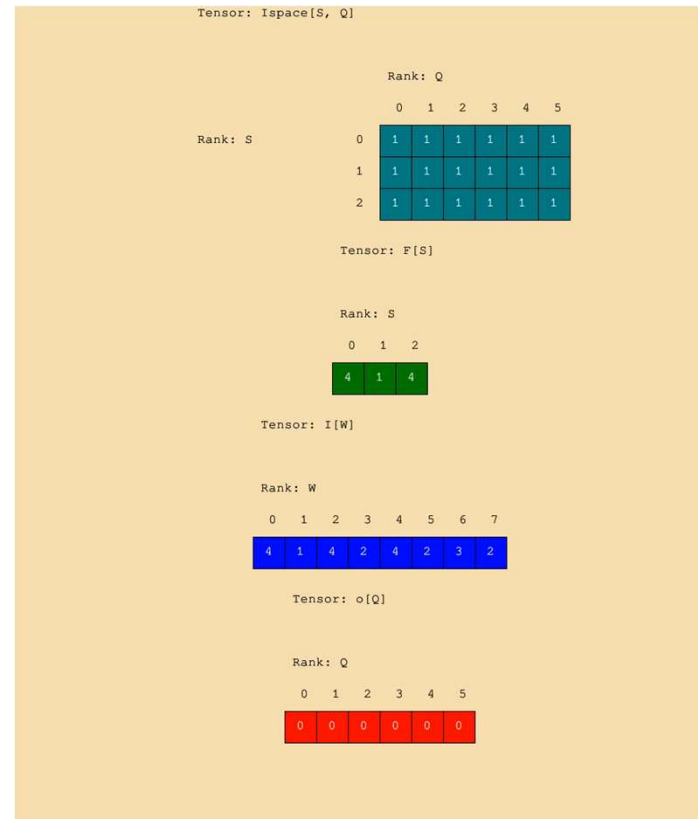 Tensor: Ispace[S, Q]
Rank: Q
0 1 2 3 4 5
Rank: S 0 1 1 1 1 1 1
1 1 1 1 1 1 1
2 1 1 1 1 1 1
Tensor: F[S]
Rank: S
0 1 2
4 1 4
Tensor: I[W]
Rank: W
0 1 2 3 4 5 6 7
4 1 4 2 4 2 3 2
Tensor: o[Q]
Rank: Q
0 1 2 3 4 5
0 0 0 0 0 0